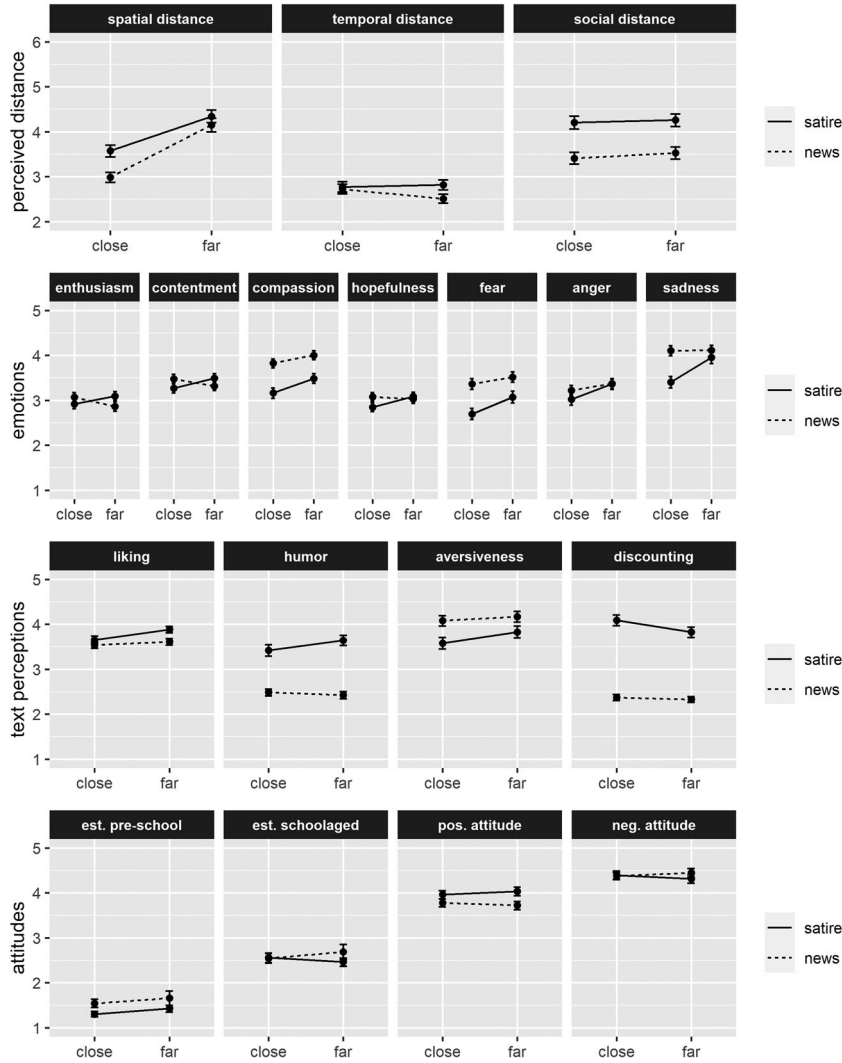 spatial distance temporal distance social distance
6
5
4
3
2
perceived distance
close far close far close far
satire
news
enthusiasm contentment compassion hopefulness fear anger sadness
5
4
3
2
1
emotions
close far close far close far close far close far close far close far
satire
news
liking humor aversiveness discounting
5
4
3
2
1
text perceptions
close far close far close far close far
satire
news
est. pre-school est. schoolaged pos. attitude neg. attitude
5
4
3
2
1
attitudes
close far close far close far close far
satire
news